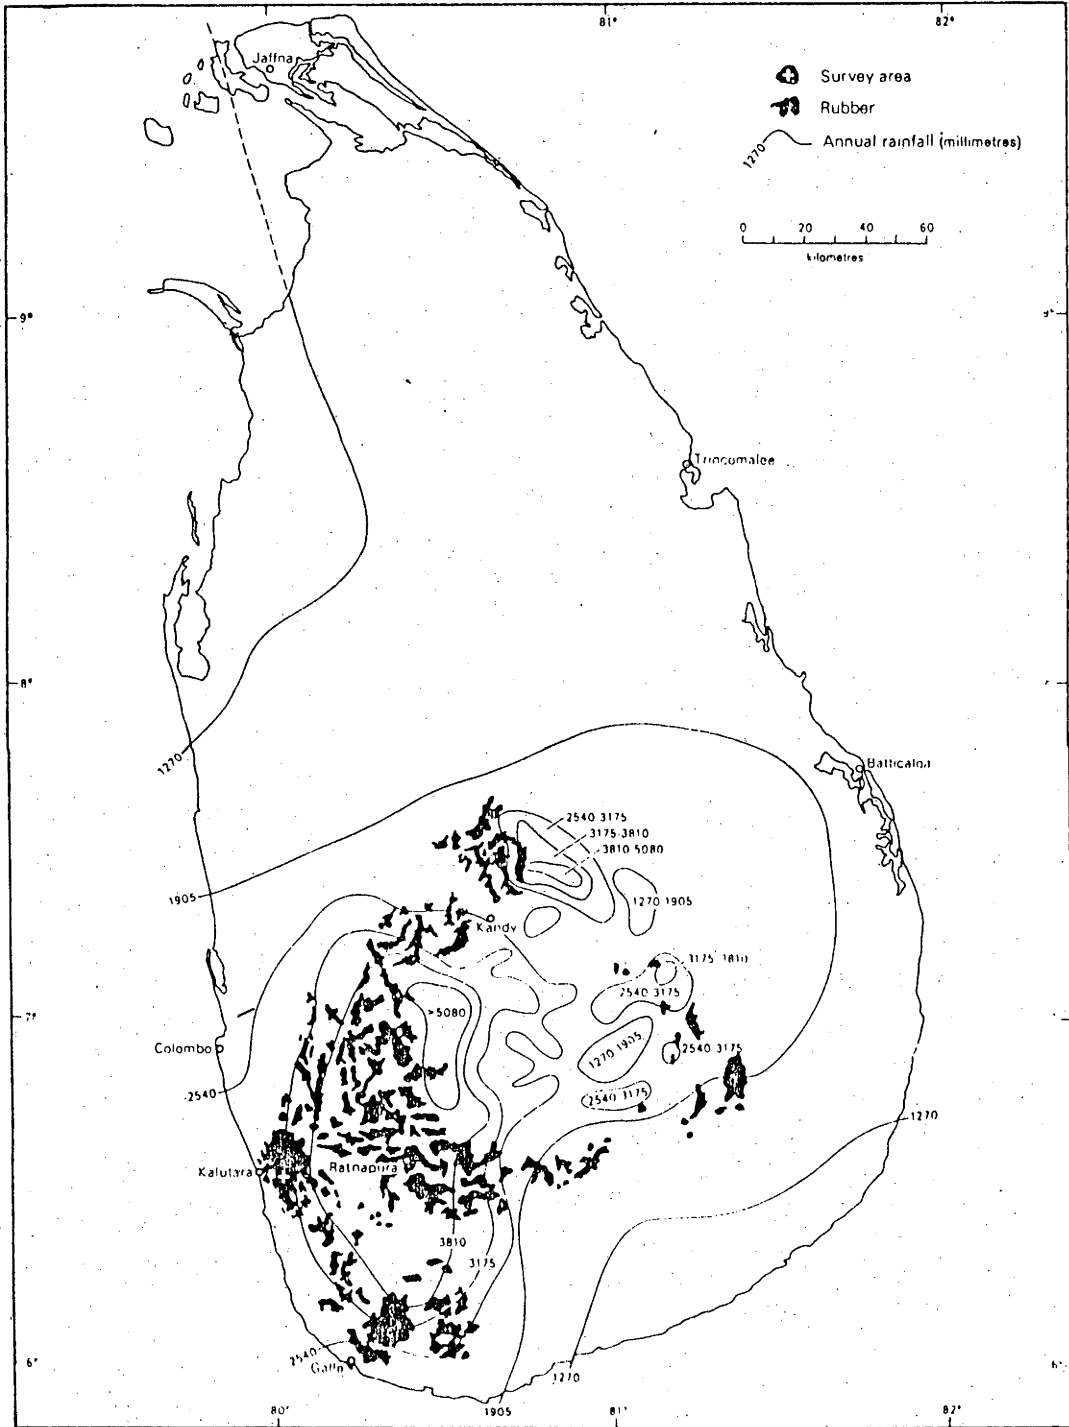 81°
82°
Jaffna
Survey area
Rubber
1270
Annual rainfall (millimetres)
0 20 40 60
kilometres
9°
9°
Trincomalee
8°
1270
Batticaloa
2540-3175
3175-3810
3810-5080
1905
1270-1905
Kandy
3175-3810
2540-3175
>5080
7°
1270-1905
2540-3175
Colombo
2540
2540-3175
1270
Kalutara
Ratnapura
3810
3175
2540
Galle
6°
6°
1270
80°
1905
81°
82°